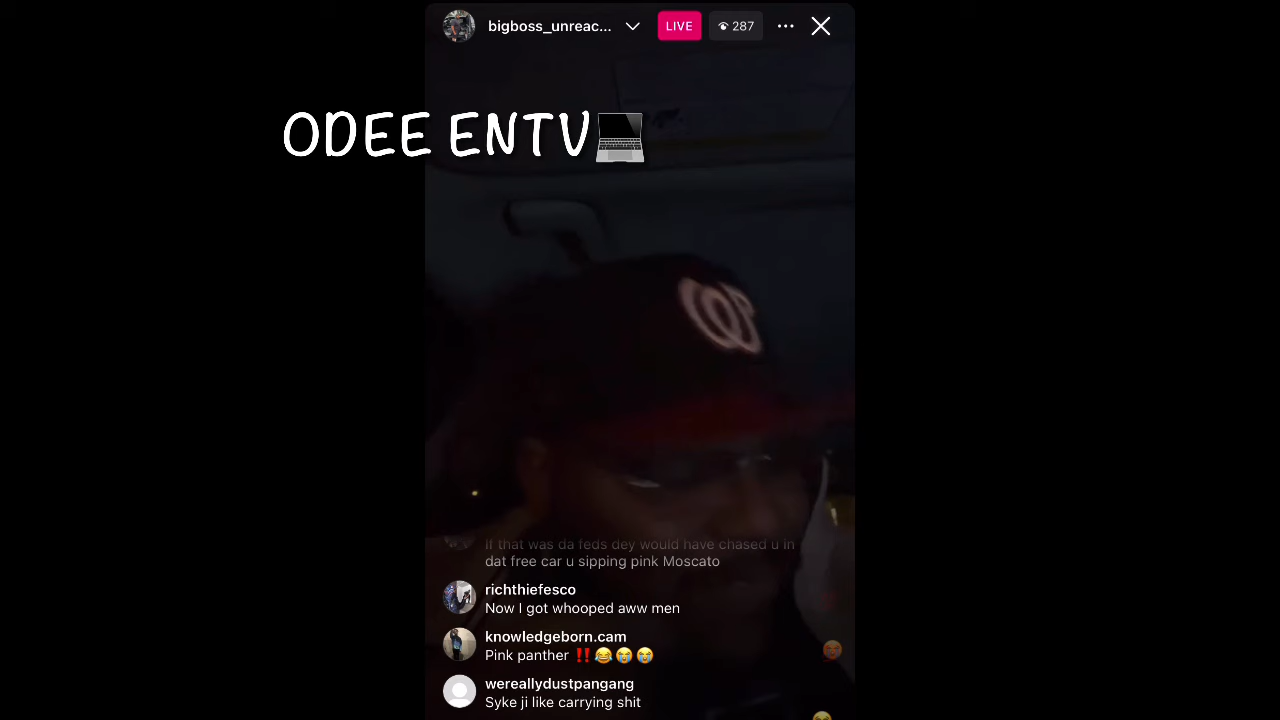 bigboss_unreac...
LIVE
287
ODEE ENTV
W
If that was da feds dey would have chased u in
dat free car u sipping pink Moscato
richthiefesco
Now I got whooped aww men
knowledgeborn.cam
Pink panther ‼️😂😭😭
wereallydustpangang
Syke ji like carrying shit